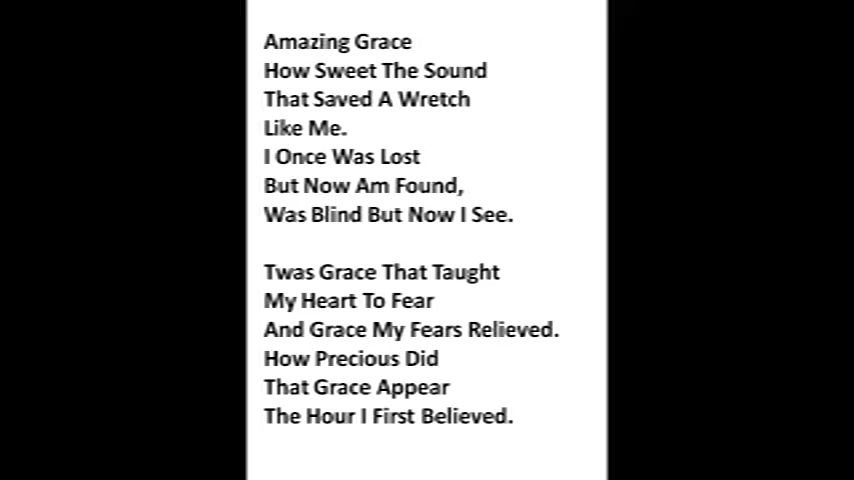 Amazing Grace
How Sweet The Sound
That Saved A Wretch
Like Me.
I Once Was Lost
But Now Am Found,
Was Blind But Now I See.

Twas Grace That Taught
My Heart To Fear
And Grace My Fears Relieved.
How Precious Did
That Grace Appear
The Hour I First Believed.